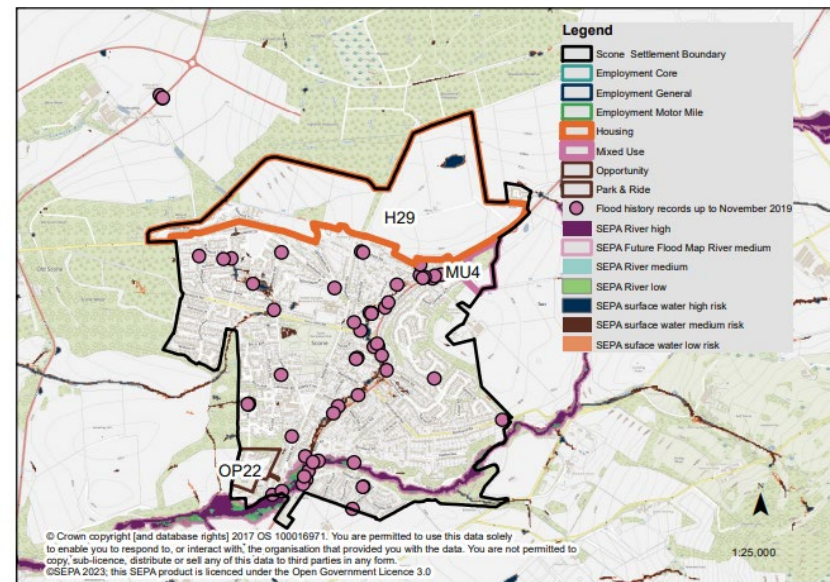 Legend
Scone Settlement Boundary
Employment Core
Employment General
Employment Motor Mile
Housing
Mixed Use
Opportunity
Park & Ride
Flood history records up to November 2019
SEPA River high
SEPA Future Flood Map River medium
SEPA River medium
SEPA River low
SEPA surface water high risk
SEPA surface water medium risk
SEPA suface water low risk
H29
MU4
Scone
OP22
N
1:25,000
© Crown copyright [and database rights] 2017 OS 100016971. You are permitted to use this data solely
to enable you to respond to, or interact with, the organisation that provided you with the data. You are not permitted to
copy, sub-licence, distribute or sell any of this data to third parties in any form.
©SEPA 2023; this SEPA product is licenced under the Open Government Licence 3.0